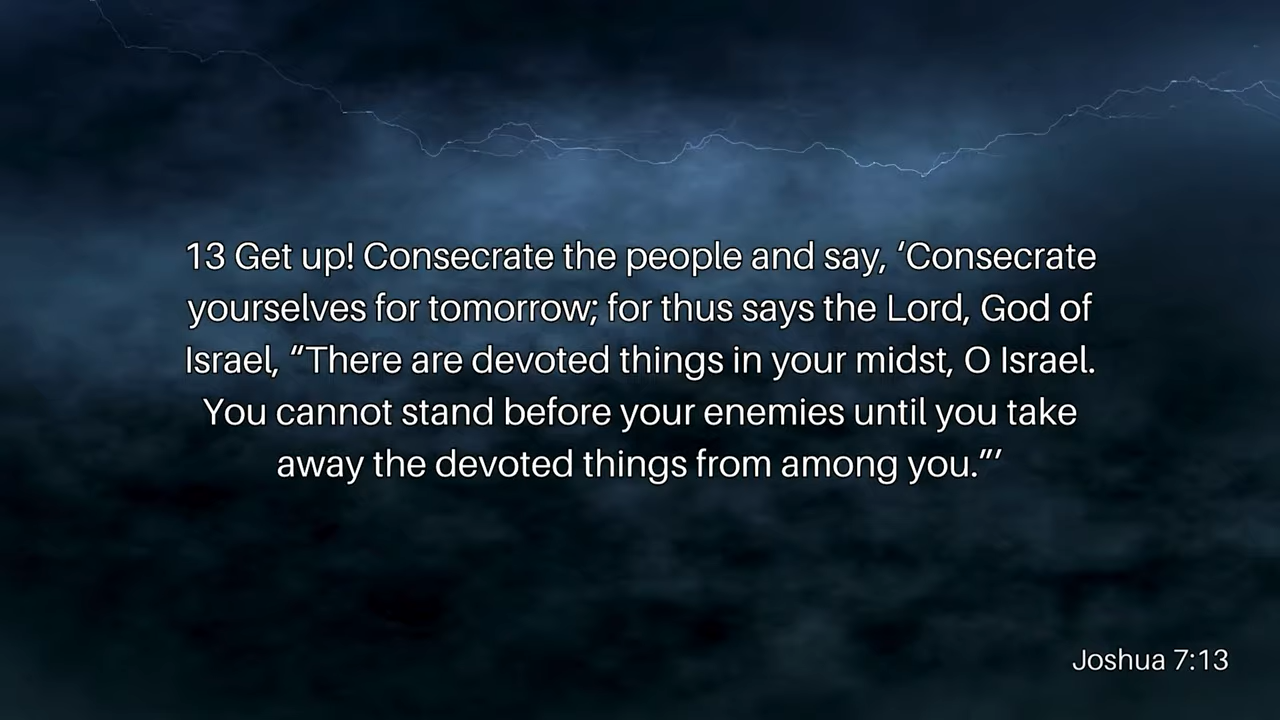 13 Get up! Consecrate the people and say, ‘Consecrate
yourselves for tomorrow; for thus says the Lord, God of
Israel, “There are devoted things in your midst, O Israel.
You cannot stand before your enemies until you take
away the devoted things from among you.”’
Joshua 7:13